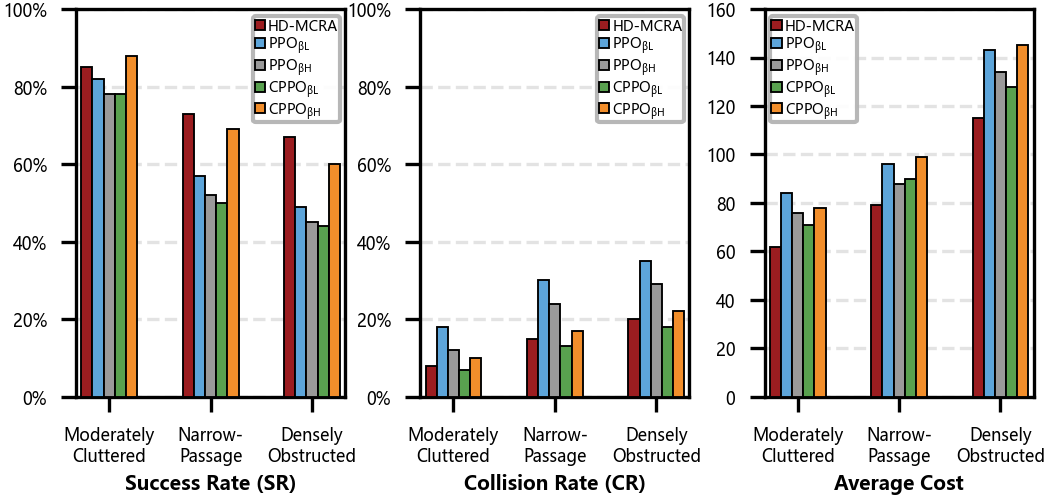 100%
80%
60%
40%
20%
0%
HD-MCRA
PPOβL
PPOβH
CPPOβL
CPPOβH
Moderately
Cluttered
Narrow-
Passage
Densely
Obstructed
Success Rate (SR)
100%
80%
60%
40%
20%
0%
HD-MCRA
PPOβL
PPOβH
CPPOβL
CPPOβH
Moderately
Cluttered
Narrow-
Passage
Densely
Obstructed
Collision Rate (CR)
160
140
120
100
80
60
40
20
0
HD-MCRA
PPOβL
PPOβH
CPPOβL
CPPOβH
Moderately
Cluttered
Narrow-
Passage
Densely
Obstructed
Average Cost